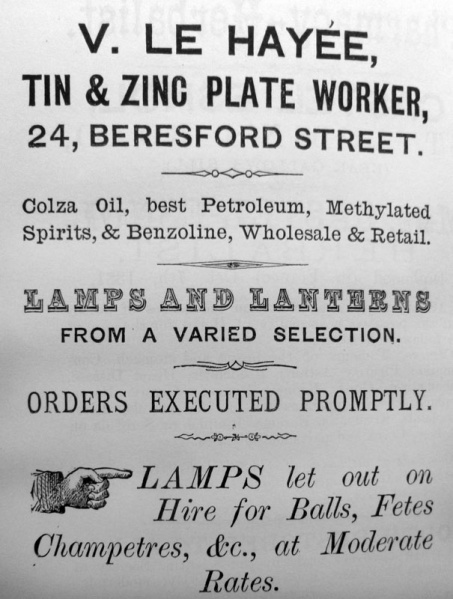 V. LE HAYÉE,
TIN & ZINC PLATE WORKER,
24, BERESFORD STREET.
Colza Oil, best Petroleum, Methylated
Spirits, & Benzoline, Wholesale & Retail.
LAMPS AND LANTERNS
FROM A VARIED SELECTION.
ORDERS EXECUTED PROMPTLY.
LAMPS let out on
Hire for Balls, Fetes
Champetres, &c., at Moderate
Rates.